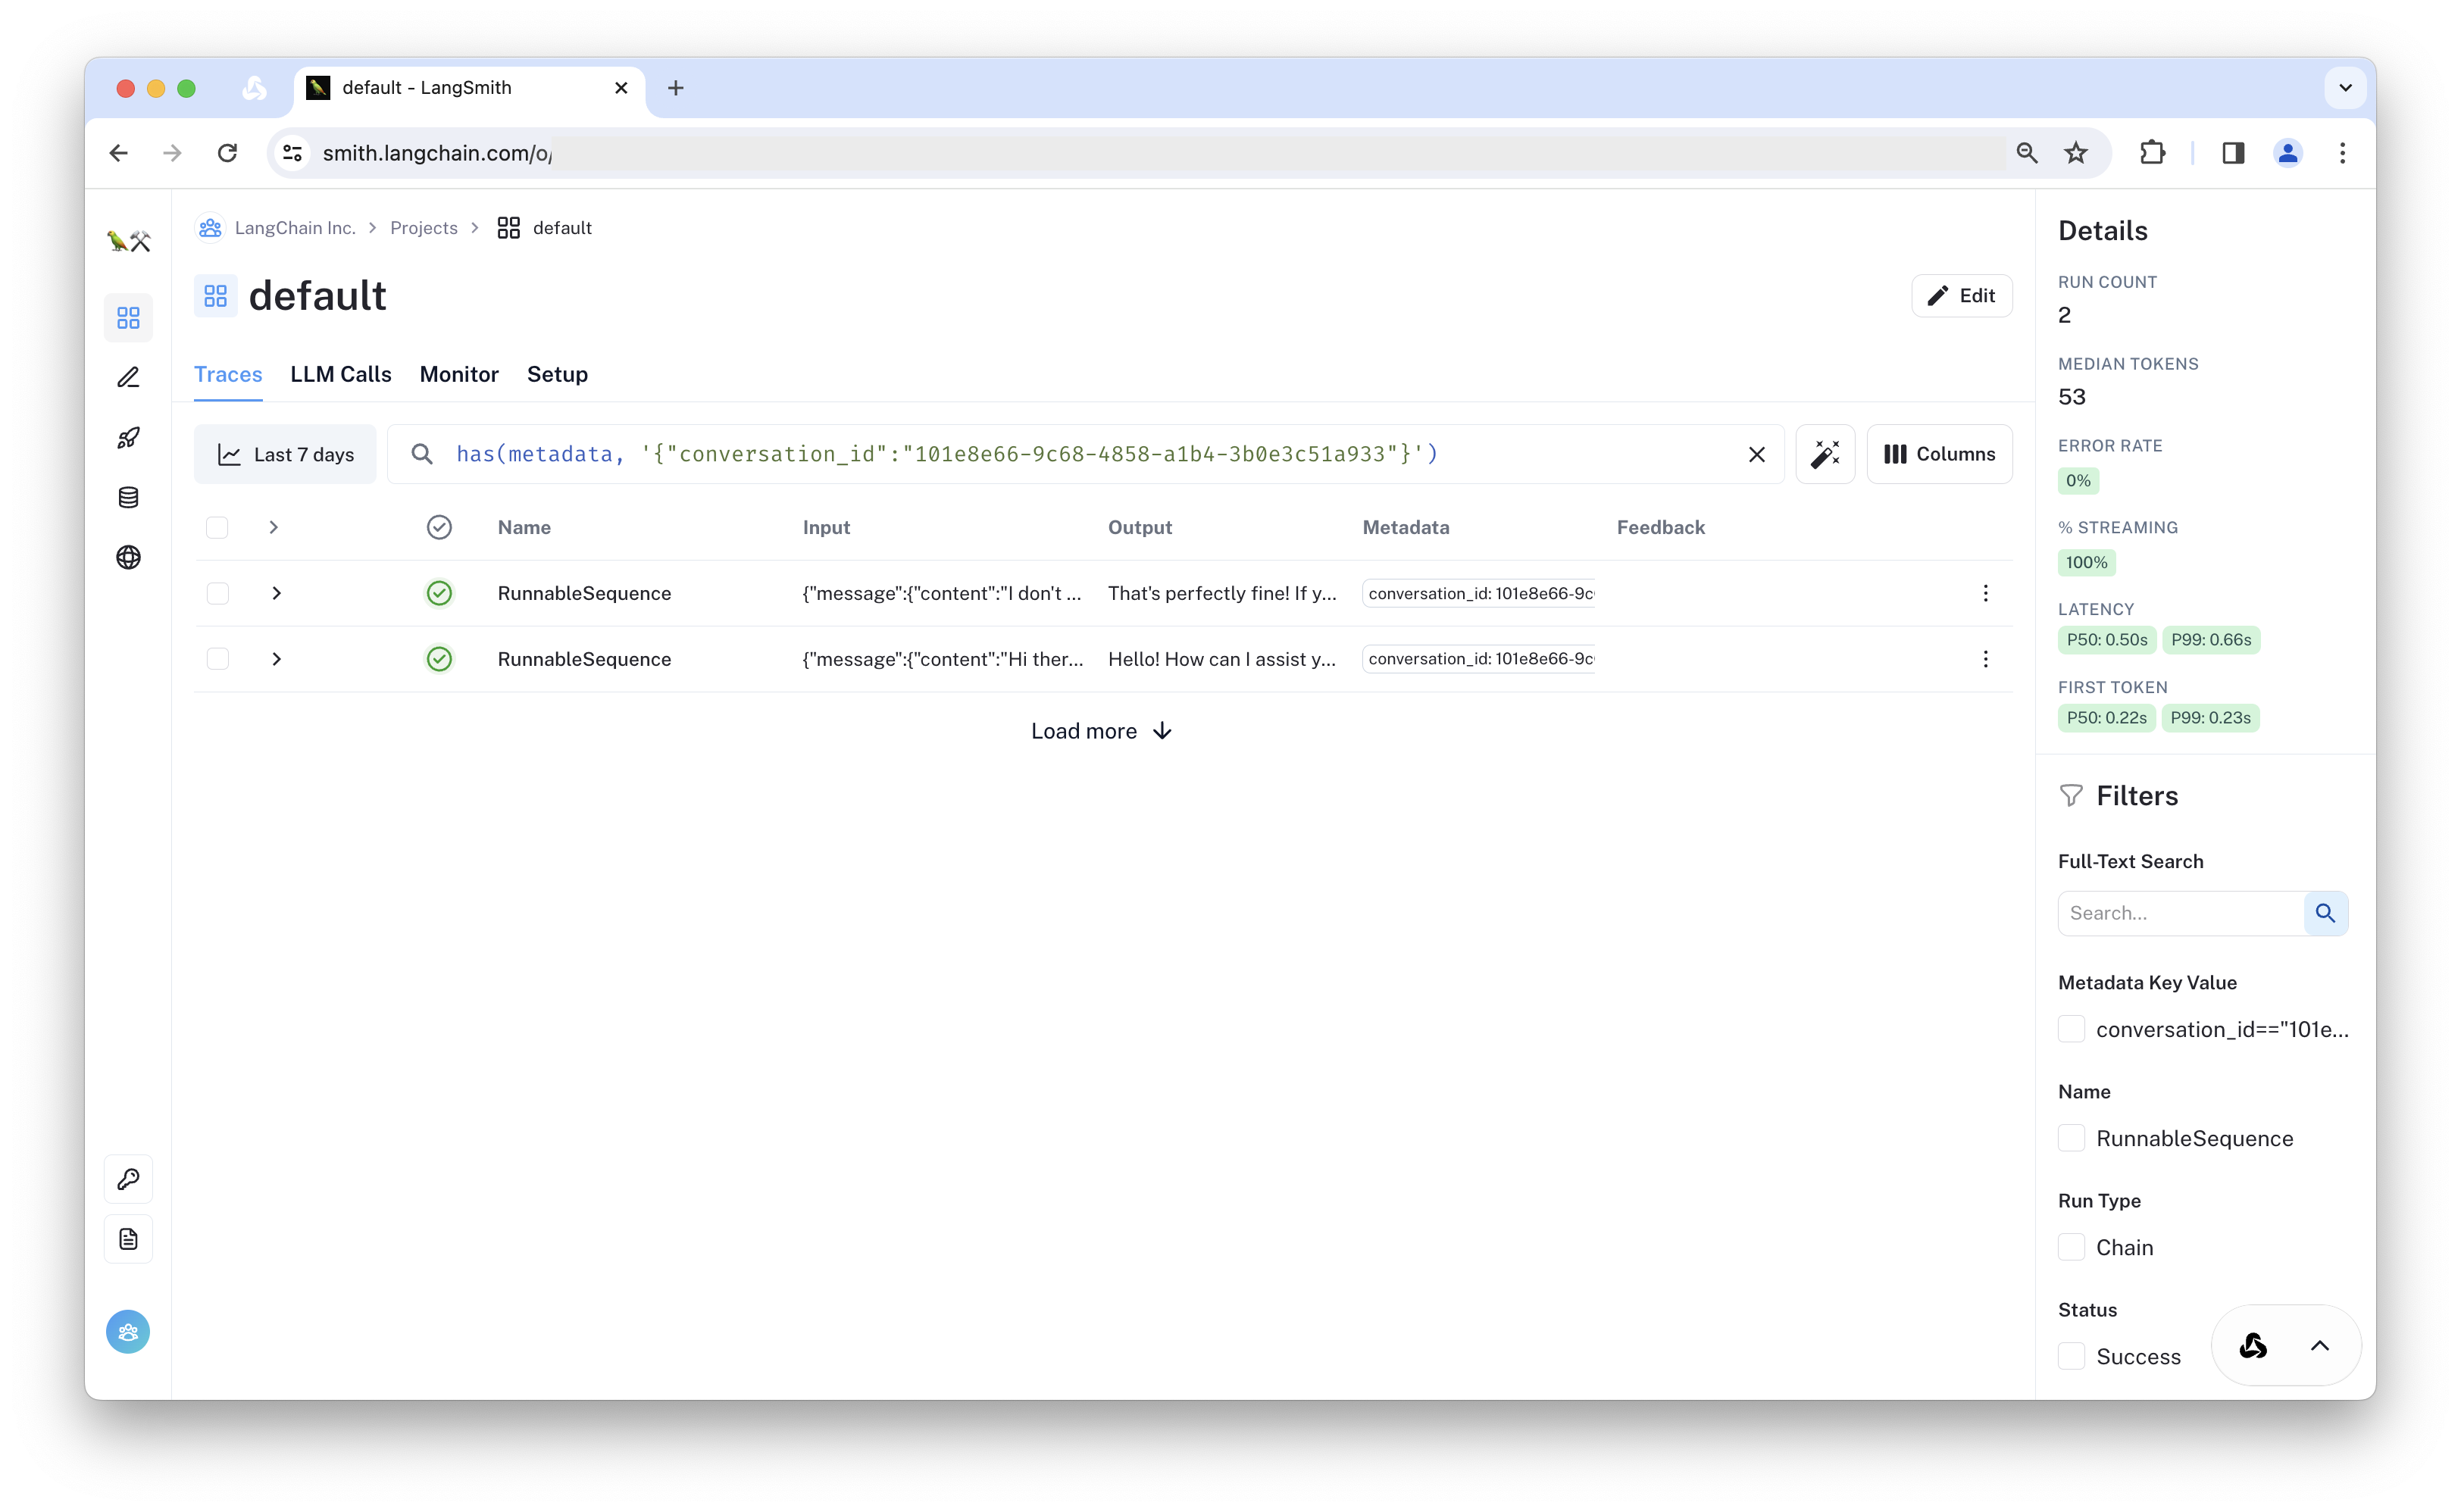 default - LangSmith
smith.langchain.com/o/
LangChain Inc. > Projects > default
default
Edit
Traces LLM Calls Monitor Setup
Last 7 days
has(metadata, '{"conversation_id":"101e8e66-9c68-4858-a1b4-3b0e3c51a933"}')
Columns
Name Input Output Metadata Feedback
RunnableSequence {"message":{"content":"I don't ... That's perfectly fine! If y... conversation_id: 101e8e66-9c
RunnableSequence {"message":{"content":"Hi ther... Hello! How can I assist y... conversation_id: 101e8e66-9c
Load more
Details
RUN COUNT
2
MEDIAN TOKENS
53
ERROR RATE
0%
% STREAMING
100%
LATENCY
P50: 0.50s P99: 0.66s
FIRST TOKEN
P50: 0.22s P99: 0.23s
Filters
Full-Text Search
Search...
Metadata Key Value
conversation_id=="101e...
Name
RunnableSequence
Run Type
Chain
Status
Success